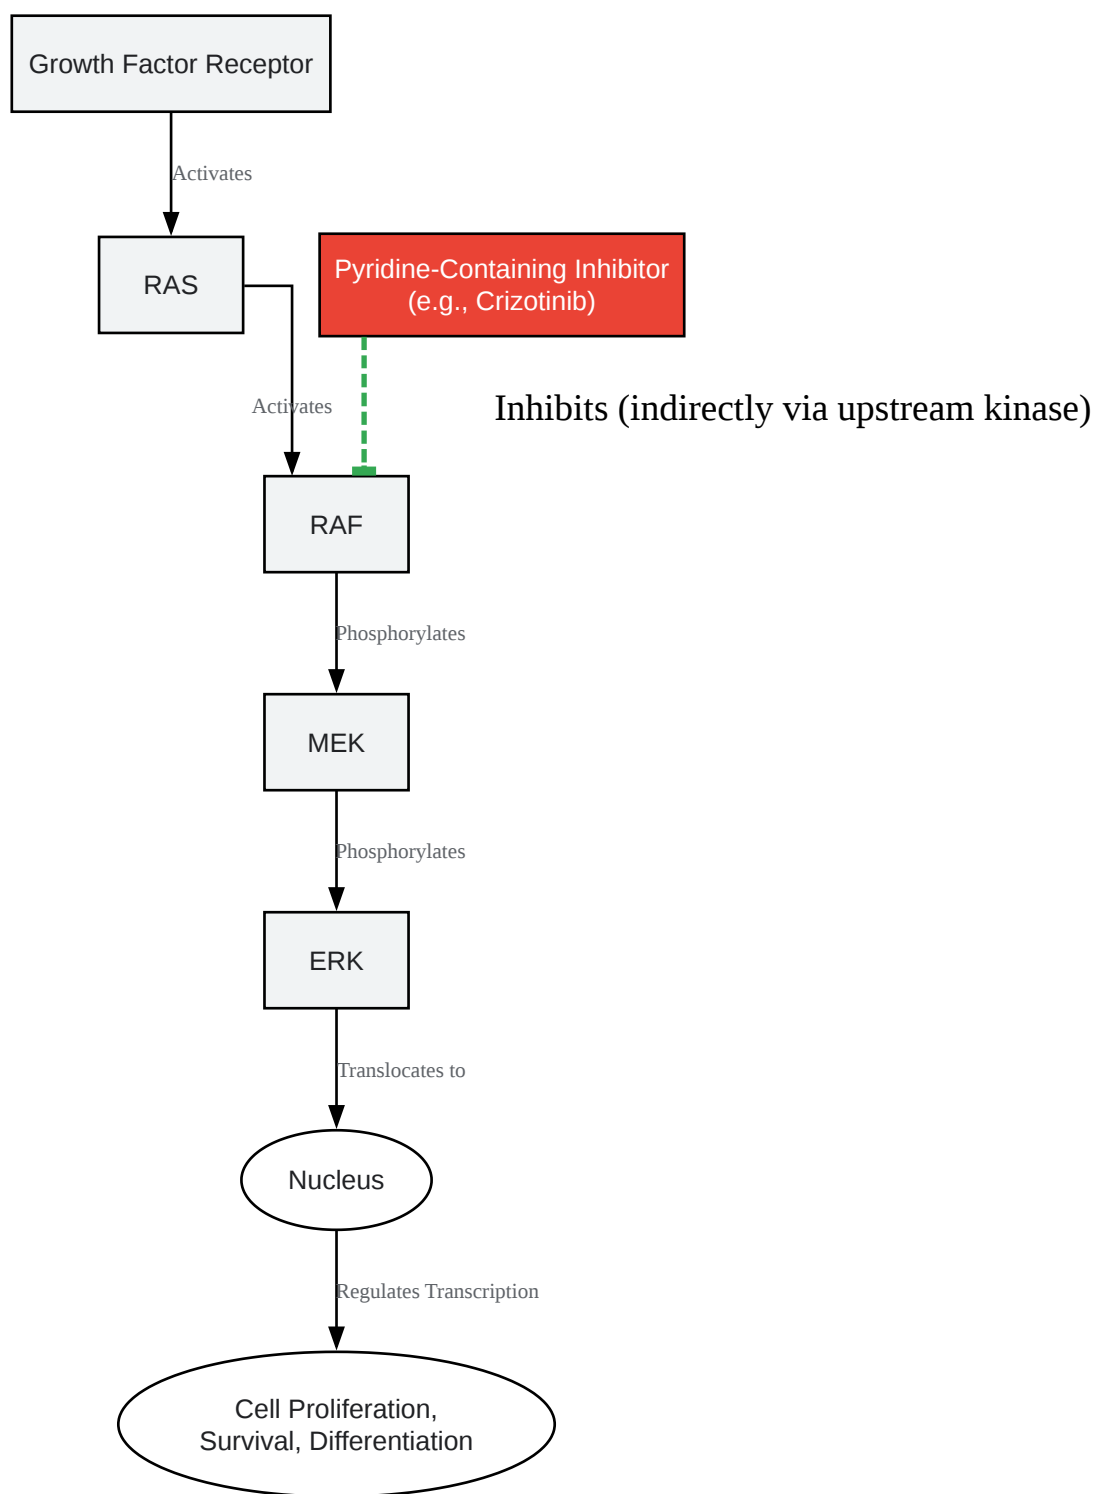 Growth Factor Receptor
Activates
RAS
Pyridine-Containing Inhibitor
(e.g., Crizotinib)
Activates
Inhibits (indirectly via upstream kinase)
RAF
Phosphorylates
MEK
Phosphorylates
ERK
Translocates to
Nucleus
Regulates Transcription
Cell Proliferation,
Survival, Differentiation